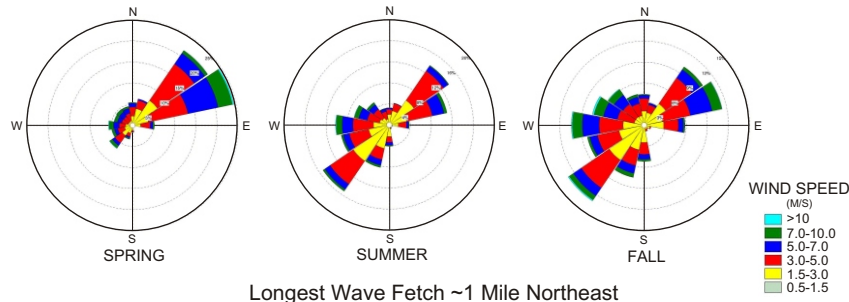 N
N
N
W
E
W
E
W
E
S
SPRING
S
SUMMER
S
FALL
WIND SPEED
(M/S)
>10
7.0-10.0
5.0-7.0
3.0-5.0
1.5-3.0
0.5-1.5
Longest Wave Fetch ~1 Mile Northeast